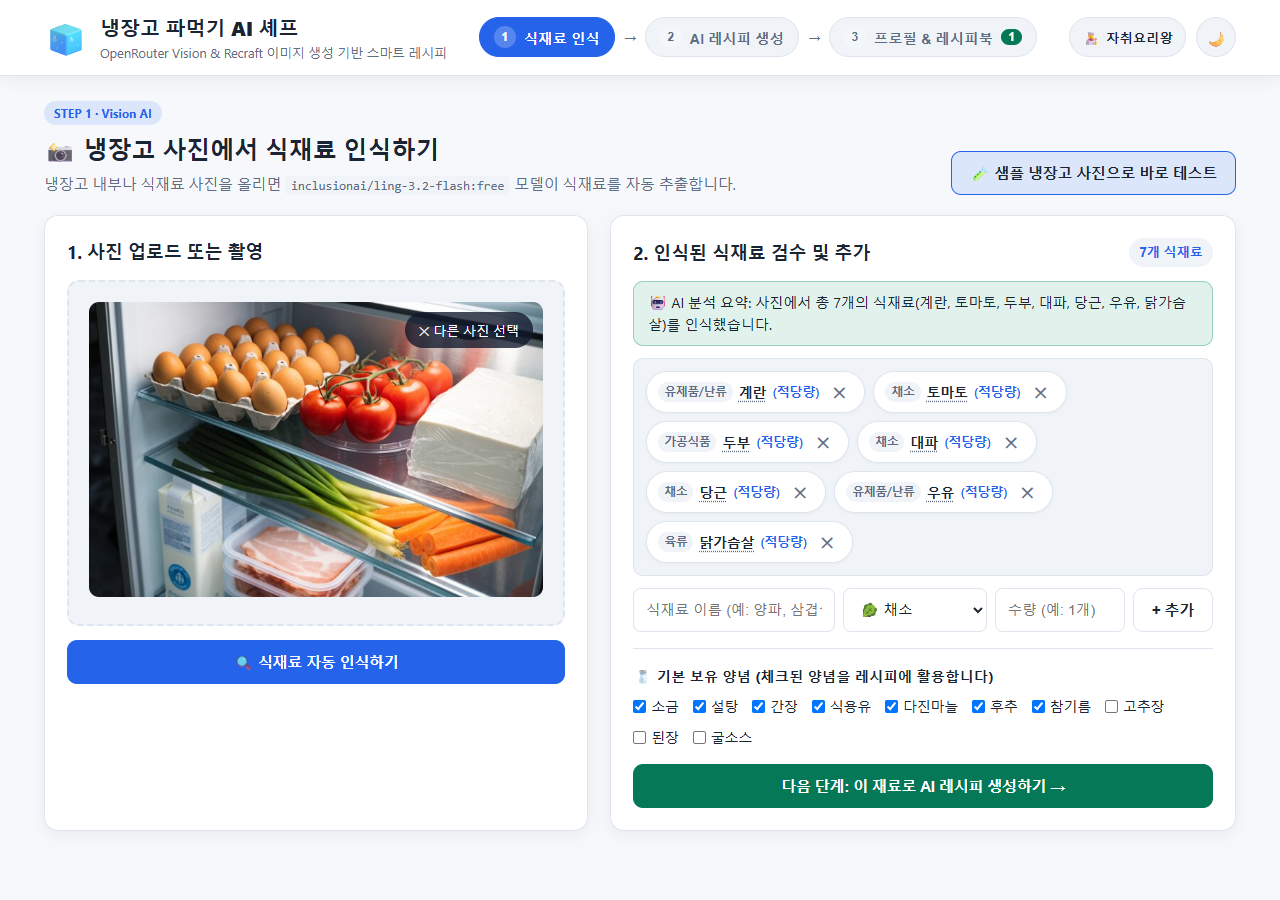 냉장고 파먹기 AI 셰프
OpenRouter Vision & Recraft 이미지 생성 기반 스마트 레시피
1 식재료 인식 → 2 AI 레시피 생성 → 3 프로필 & 레시피북 1
자취요리왕
STEP 1 · Vision AI
냉장고 사진에서 식재료 인식하기
냉장고 내부나 식재료 사진을 올리면 inclusionai/ling-3.2-flash:free 모델이 식재료를 자동 추출합니다.
샘플 냉장고 사진으로 바로 테스트
1. 사진 업로드 또는 촬영
✕ 다른 사진 선택
식재료 자동 인식하기
2. 인식된 식재료 검수 및 추가
7개 식재료
AI 분석 요약: 사진에서 총 7개의 식재료(계란, 토마토, 두부, 대파, 당근, 우유, 닭가슴
살)를 인식했습니다.
유제품/난류 계란 (적당량) ✕ 채소 토마토 (적당량) ✕
가공식품 두부 (적당량) ✕ 채소 대파 (적당량) ✕
채소 당근 (적당량) ✕ 유제품/난류 우유 (적당량) ✕
육류 닭가슴살 (적당량) ✕
식재료 이름 (예: 양파, 삼겹 채소 수량 (예: 1개) + 추가
기본 보유 양념 (체크된 양념을 레시피에 활용합니다)
소금 설탕 간장 식용유 다진마늘 후추 참기름 고추장
된장 굴소스
다음 단계: 이 재료로 AI 레시피 생성하기 →